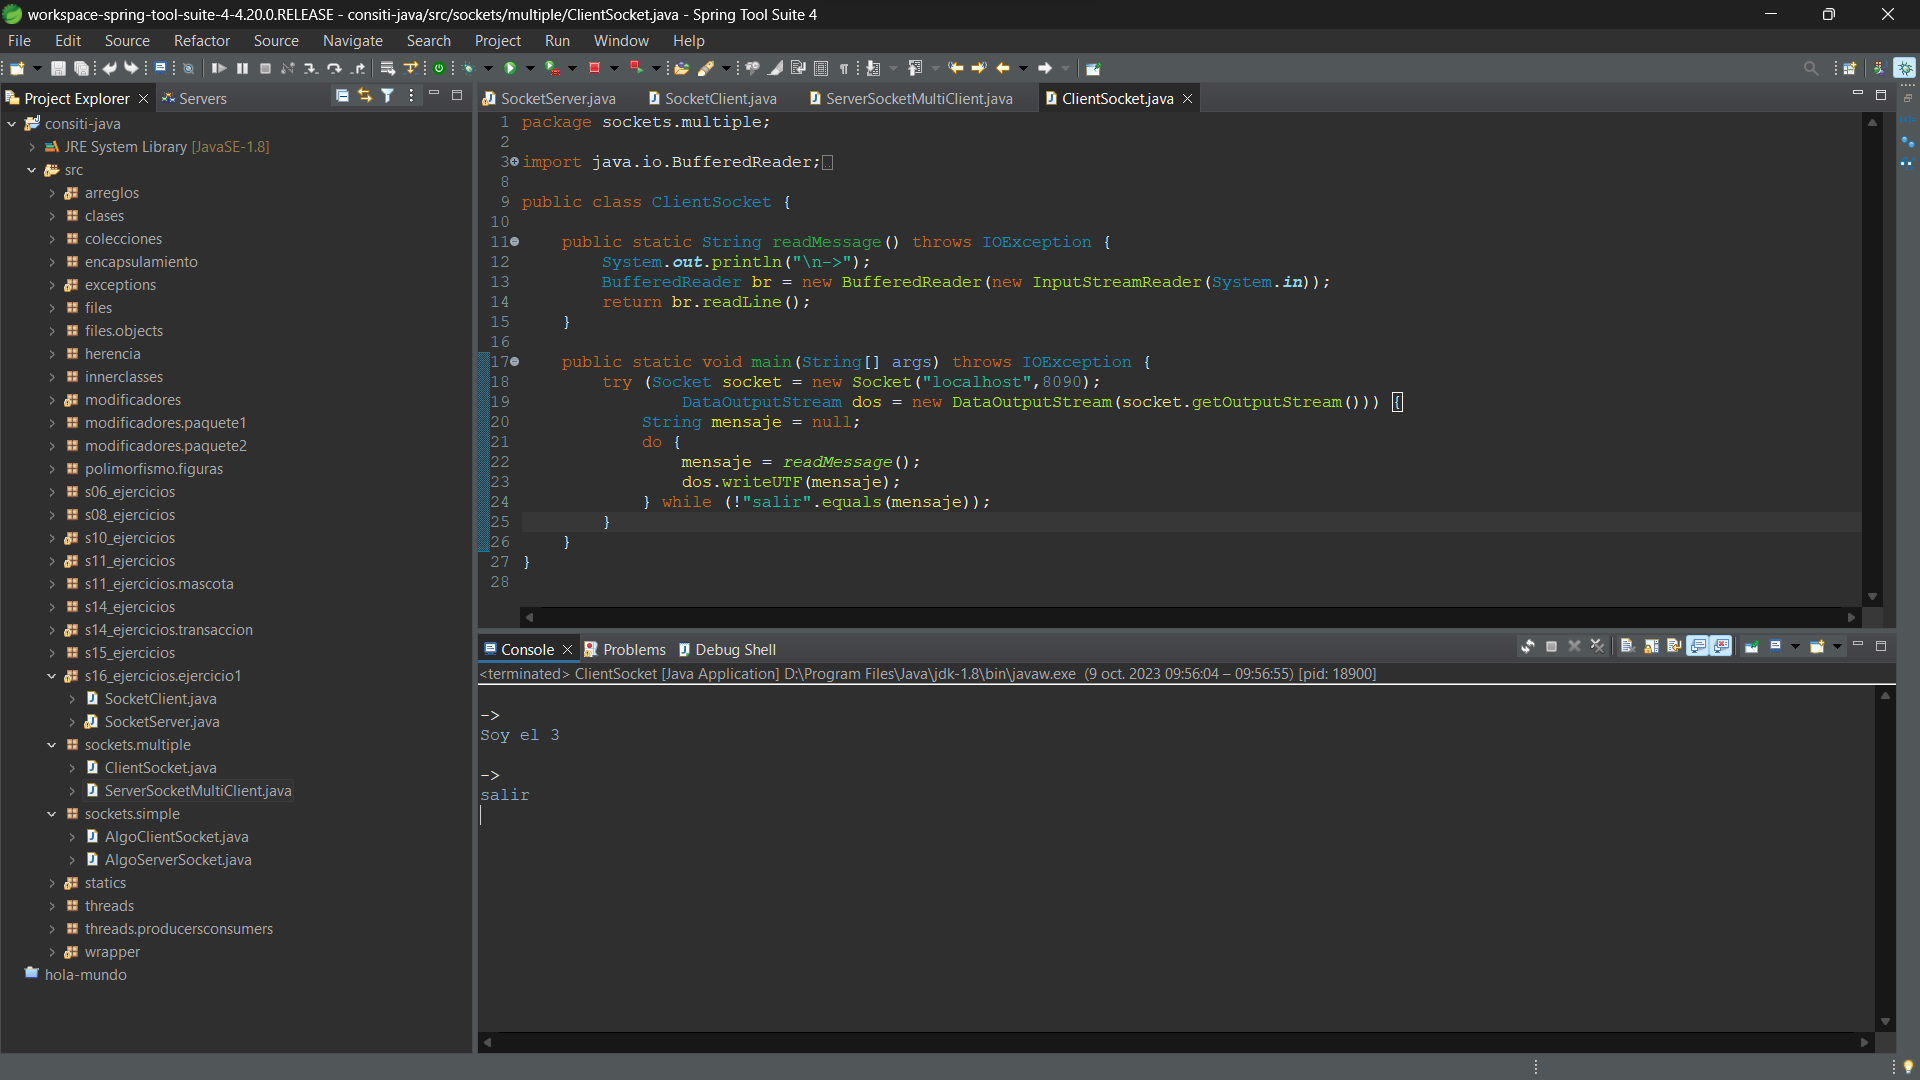 workspace-spring-tool-suite-4-4.20.0.RELEASE - consiti-java/src/sockets/multiple/ClientSocket.java - Spring Tool Suite 4
File Edit Source Refactor Source Navigate Search Project Run Window Help
Project Explorer
Servers
consiti-java
JRE System Library [JavaSE-1.8]
src
arreglos
clases
colecciones
encapsulamiento
exceptions
files
files.objects
herencia
innerclasses
modificadores
modificadores.paquete1
modificadores.paquete2
polimorfismo.figuras
s06_ejercicios
s08_ejercicios
s10_ejercicios
s11_ejercicios
s11_ejercicios.mascota
s14_ejercicios
s14_ejercicios.transaccion
s15_ejercicios
s16_ejercicios.ejercicio1
SocketClient.java
SocketServer.java
sockets.multiple
ClientSocket.java
ServerSocketMultiClient.java
sockets.simple
AlgoClientSocket.java
AlgoServerSocket.java
statics
threads
threads.producersconsumers
wrapper
hola-mundo
SocketServer.java SocketClient.java ServerSocketMultiClient.java ClientSocket.java
1 package sockets.multiple;
2
3 import java.io.BufferedReader;
8
9 public class ClientSocket {
10
11 public static String readMessage() throws IOException {
12 System.out.println("\n->");
13 BufferedReader br = new BufferedReader(new InputStreamReader(System.in));
14 return br.readLine();
15 }
16
17 public static void main(String[] args) throws IOException {
18 try (Socket socket = new Socket("localhost",8090);
19 DataOutputStream dos = new DataOutputStream(socket.getOutputStream())) {
20 String mensaje = null;
21 do {
22 mensaje = readMessage();
23 dos.writeUTF(mensaje);
24 } while (!"salir".equals(mensaje));
25 }
26 }
27 }
28
Console Problems Debug Shell
<terminated> ClientSocket [Java Application] D:\Program Files\Java\jdk-1.8\bin\javaw.exe (9 oct. 2023 09:56:04 – 09:56:55) [pid: 18900]
->
Soy el 3
->
salir